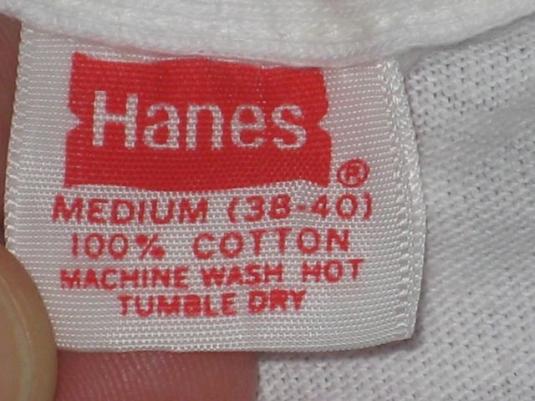 Hanes®
MEDIUM (38-40)
100% COTTON
MACHINE WASH HOT
TUMBLE DRY